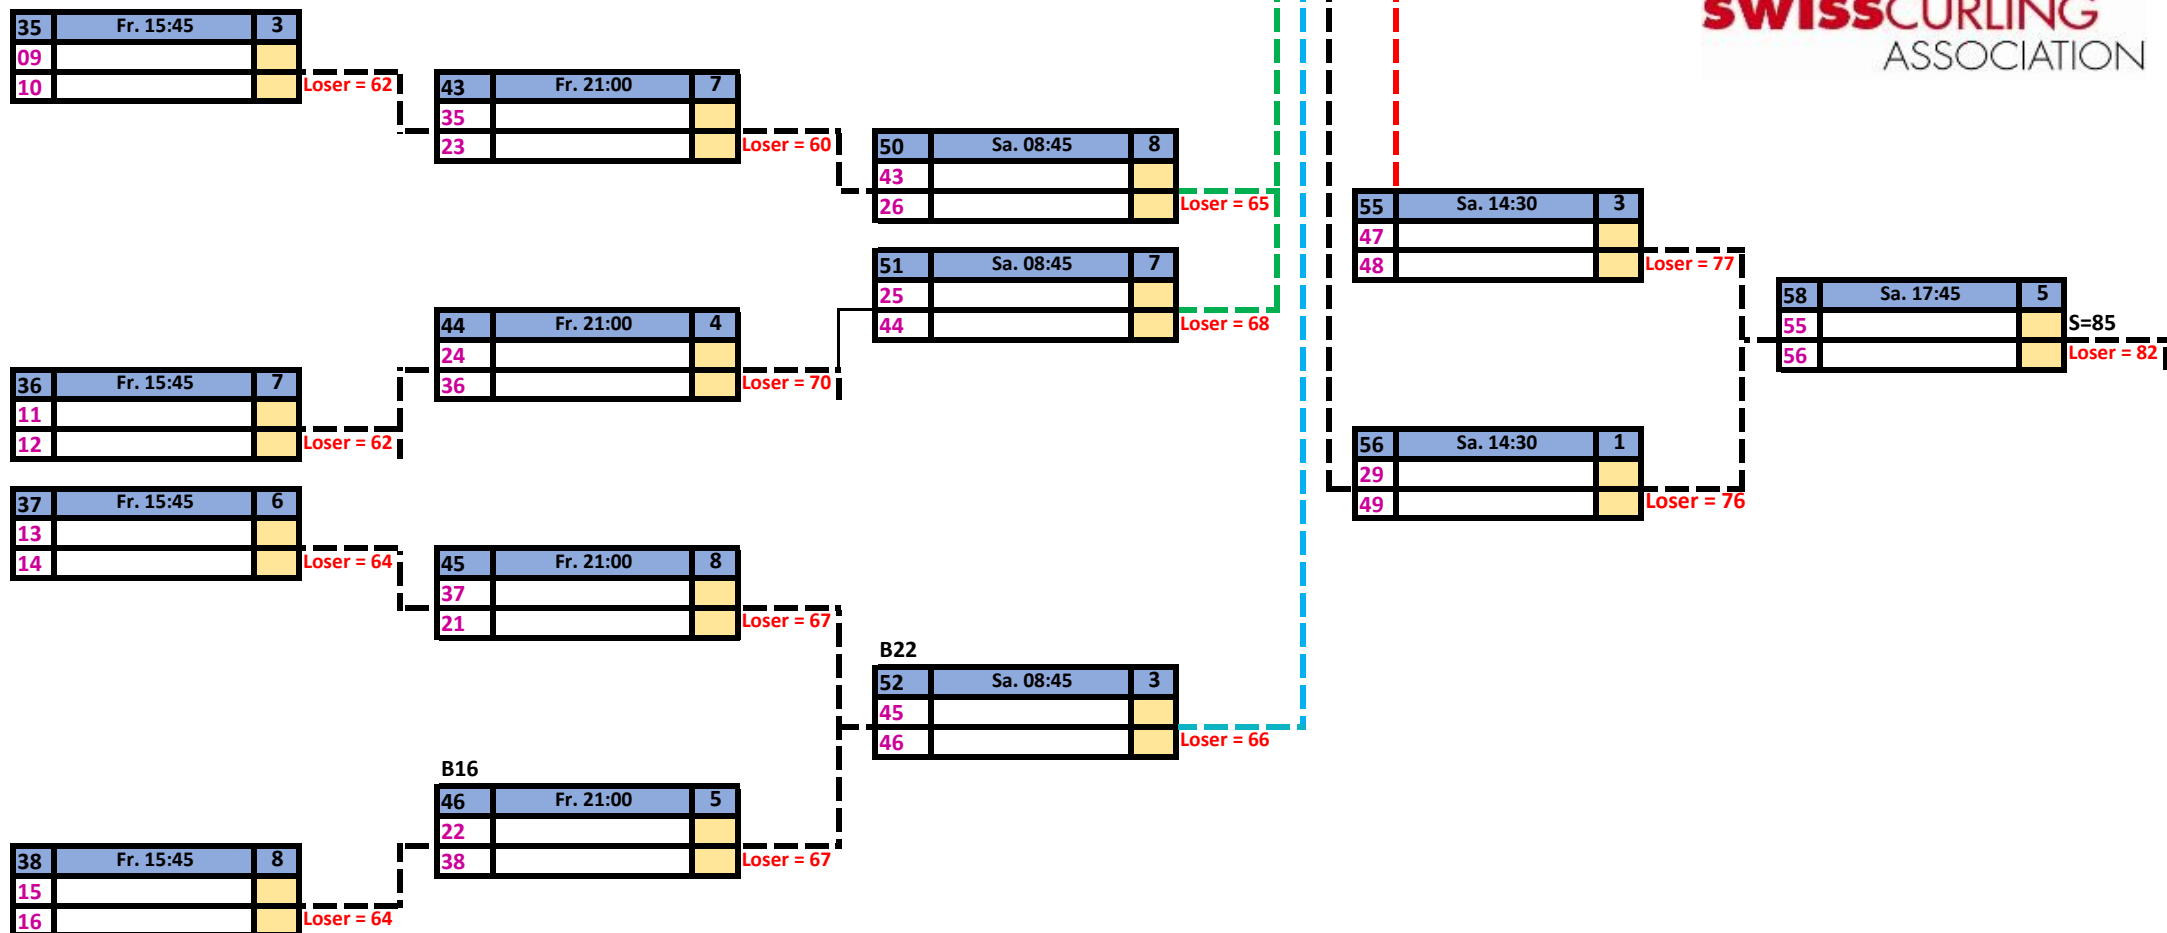 SWISSCURLING
ASSOCIATION
35 Fr. 15:45 3
09
10
Loser = 62
43 Fr. 21:00 7
35
23
Loser = 60
50 Sa. 08:45 8
43
26
Loser = 65
55 Sa. 14:30 3
47
48
Loser = 77
51 Sa. 08:45 7
25
44
Loser = 68
58 Sa. 17:45 5
55
56
S=85
Loser = 82
44 Fr. 21:00 4
24
36
Loser = 70
36 Fr. 15:45 7
11
12
Loser = 62
56 Sa. 14:30 1
29
49
Loser = 76
37 Fr. 15:45 6
13
14
Loser = 64
45 Fr. 21:00 8
37
21
Loser = 67
B22
52 Sa. 08:45 3
45
46
Loser = 66
B16
46 Fr. 21:00 5
22
38
Loser = 67
38 Fr. 15:45 8
15
16
Loser = 64